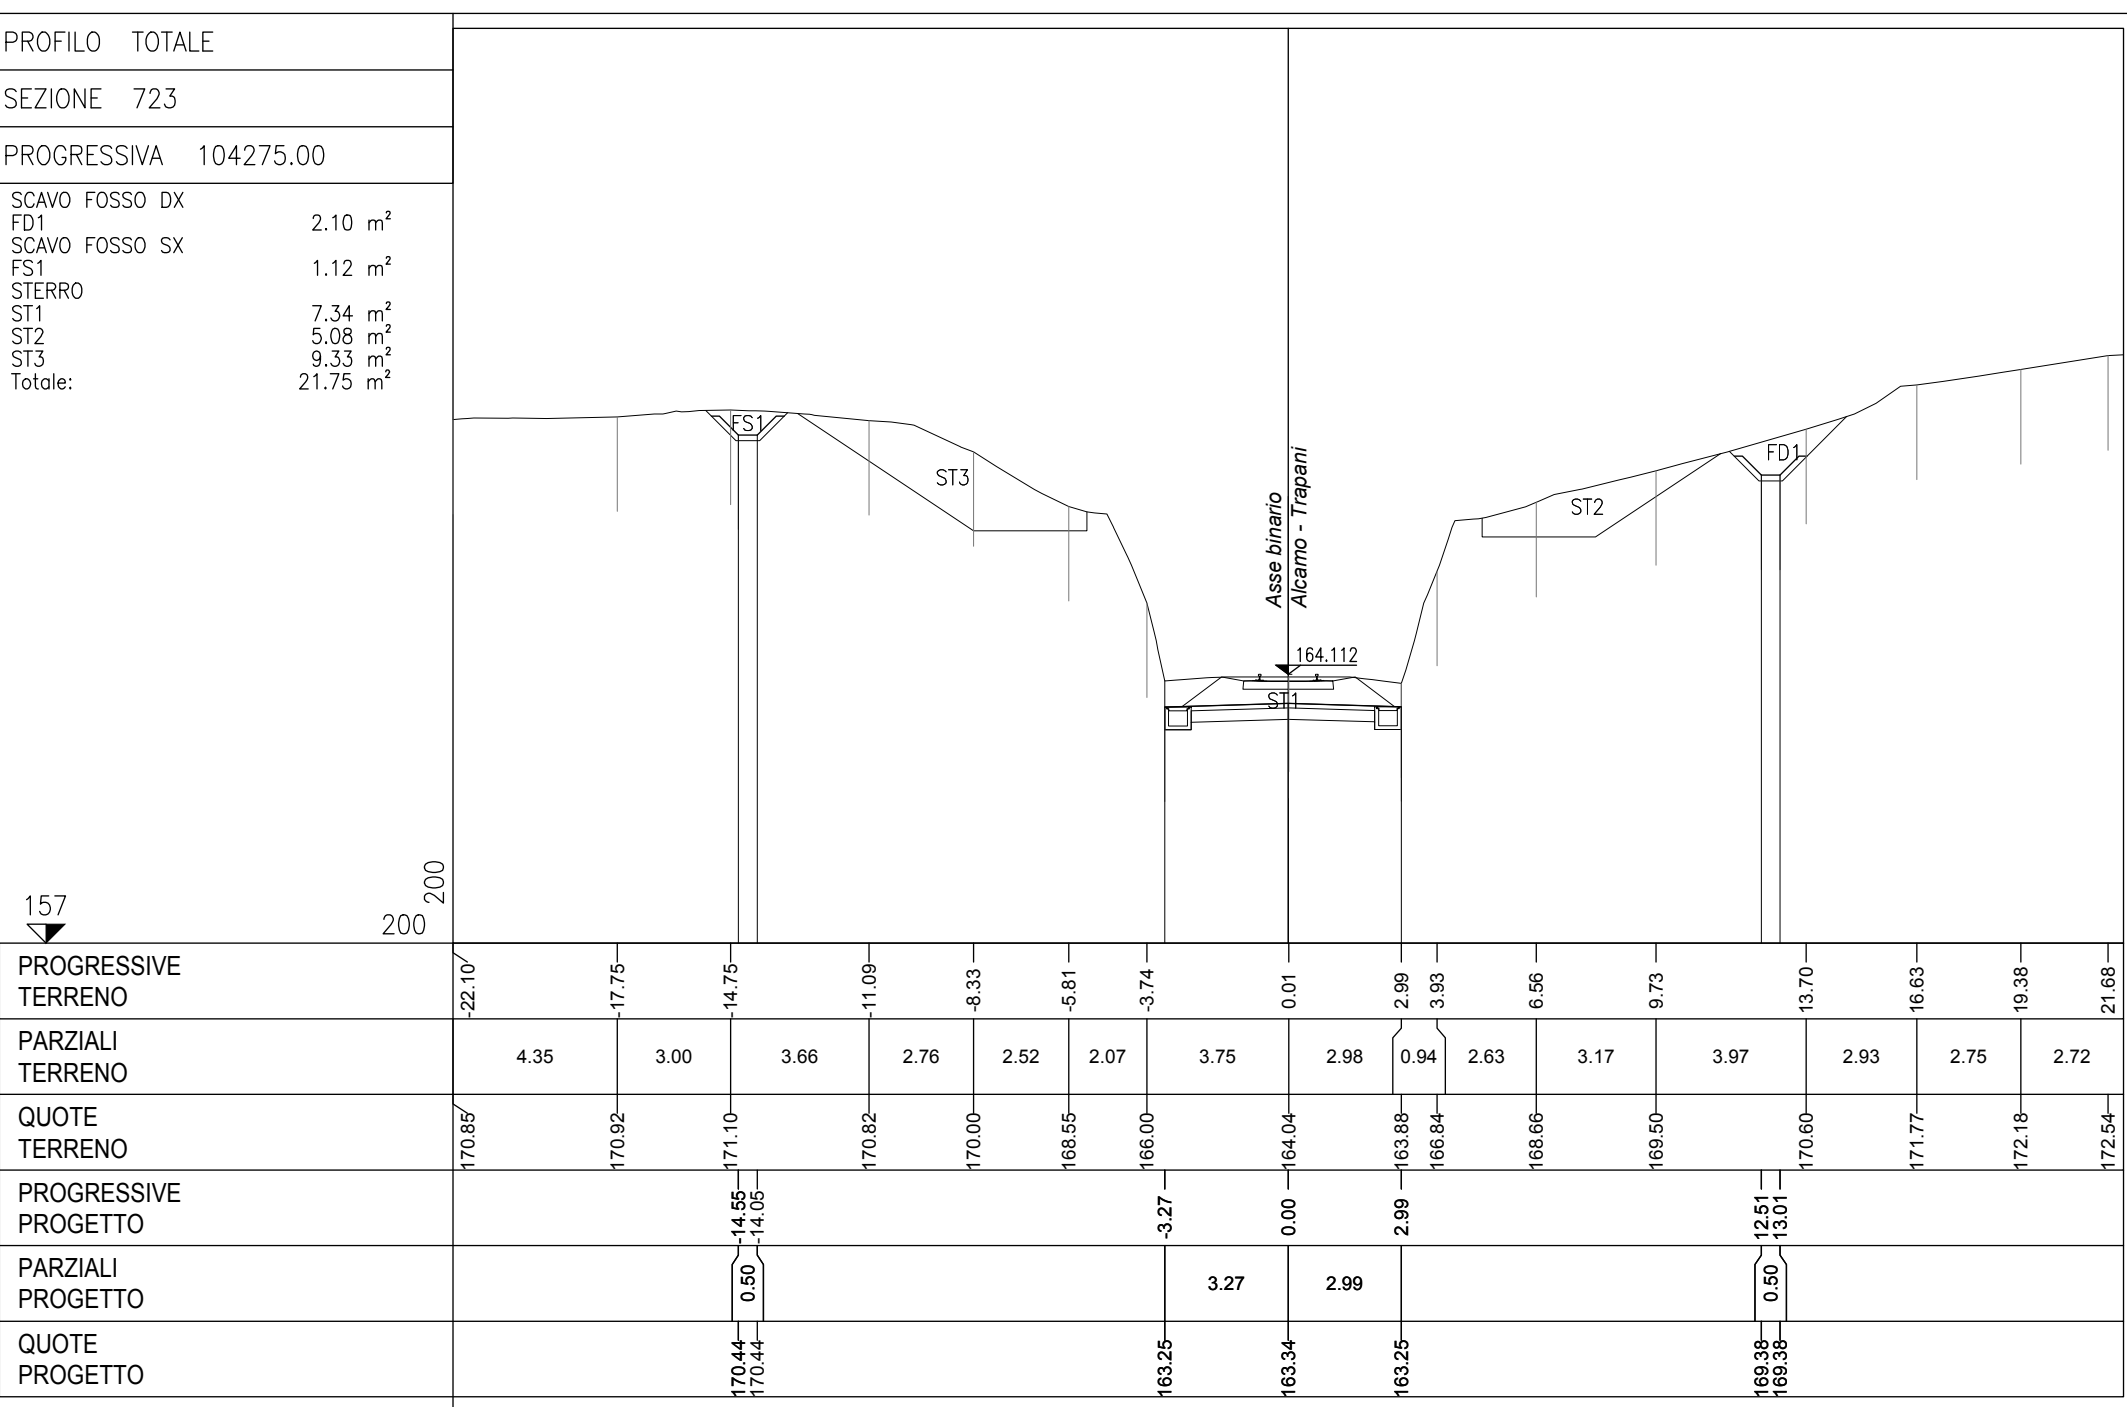 PROFILO TOTALE
SEZIONE 723
PROGRESSIVA 104275.00
SCAVO FOSSO DX
FD1 2.10 m²
SCAVO FOSSO SX
FS1 1.12 m²
STERRO
ST1 7.34 m²
ST2 5.08 m²
ST3 9.33 m²
Totale: 21.75 m²
FS1
ST3
Asse binario
Alcamo - Trapani
164.112
ST1
ST2
FD1
157
200
200
PROGRESSIVE
TERRENO
-22.10 -17.75 -14.75 -11.09 -8.33 -5.81 -3.74 0.01 2.99 3.93 6.56 9.73 13.70 16.63 19.38 21.68
PARZIALI
TERRENO
4.35 3.00 3.66 2.76 2.52 2.07 3.75 2.98 0.94 2.63 3.17 3.97 2.93 2.75 2.72
QUOTE
TERRENO
170.85 170.92 171.10 170.82 170.00 168.55 166.00 164.04 163.88 166.84 168.66 169.50 170.60 171.77 172.18 172.54
PROGRESSIVE
PROGETTO
-14.55 -14.05 -3.27 0.00 2.99 12.51 13.01
PARZIALI
PROGETTO
0.50 3.27 2.99 0.50
QUOTE
PROGETTO
170.44 170.44 163.25 163.34 163.25 169.38 169.38